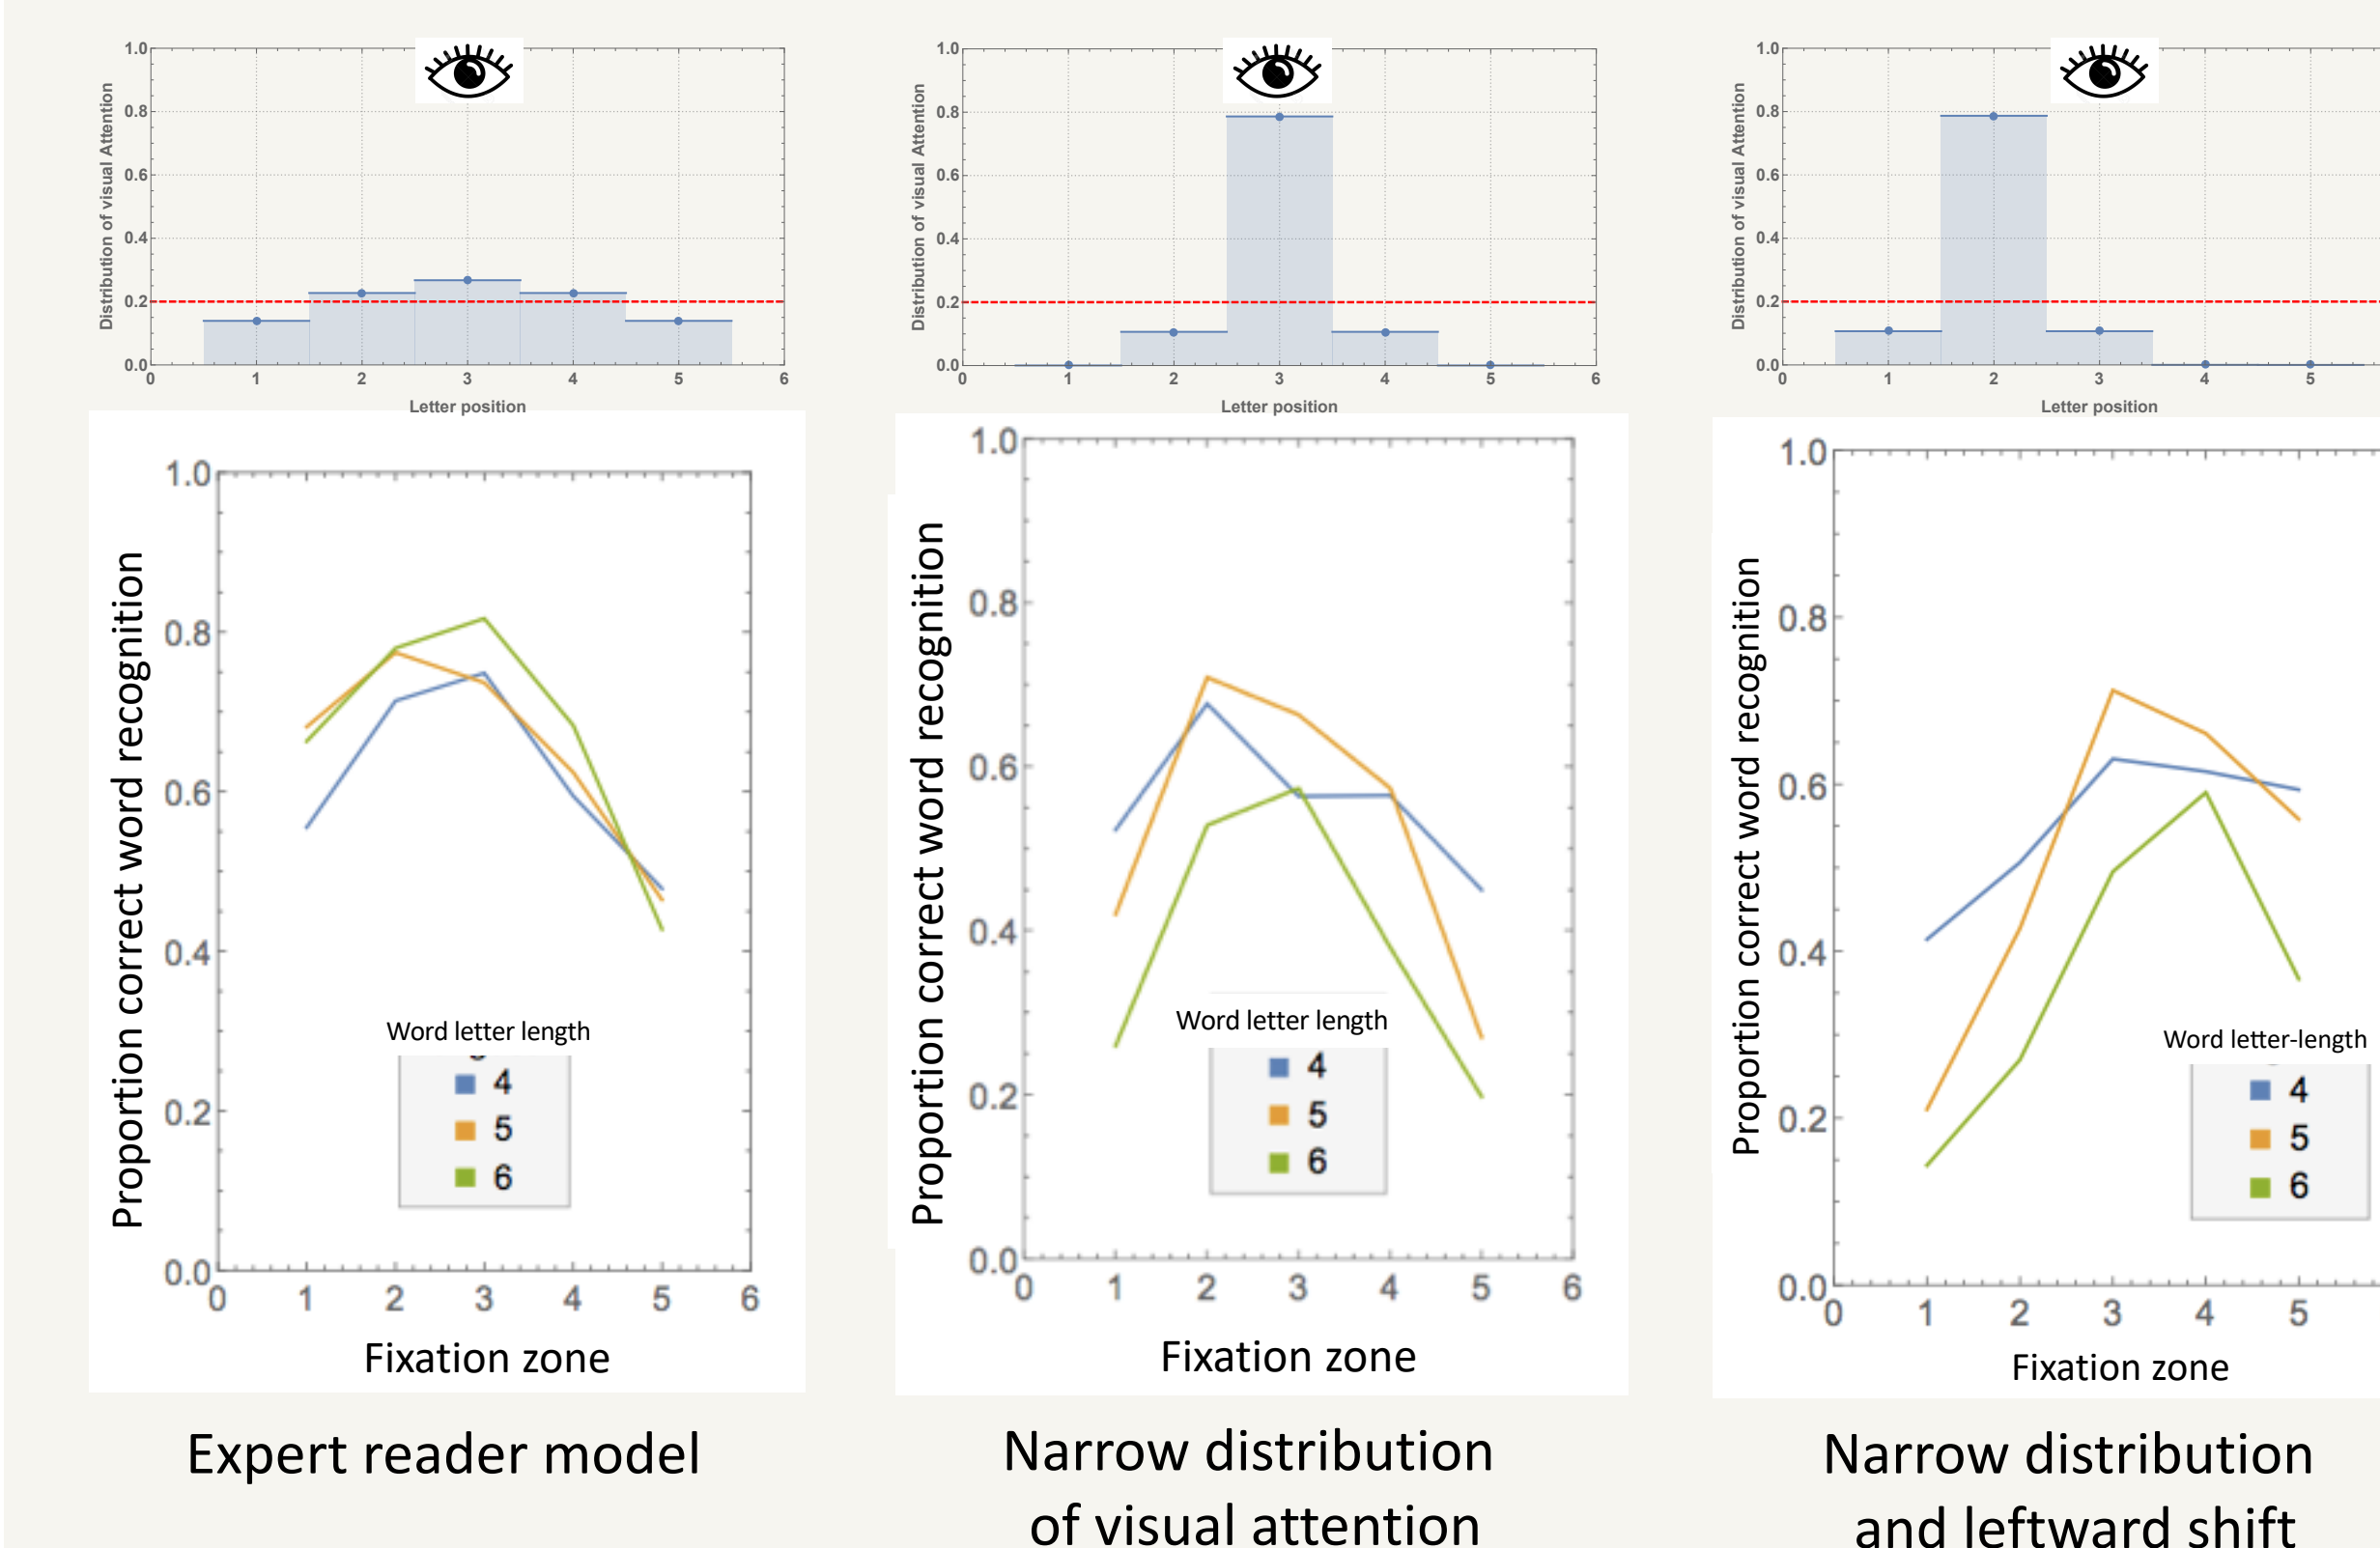 1.0
0.8
0.6
0.4
0.2
0.0
0 1 2 3 4 5 6
Distribution of visual Attention
Letter position
1.0
0.8
0.6
0.4
0.2
0.0
0 1 2 3 4 5 6
Distribution of visual Attention
Letter position
1.0
0.8
0.6
0.4
0.2
0.0
0 1 2 3 4 5
Distribution of visual Attention
Letter position
Proportion correct word recognition
1.0
0.8
0.6
0.4
0.2
0.0
0 1 2 3 4 5 6
Word letter length
4
5
6
Fixation zone
Expert reader model
Proportion correct word recognition
1.0
0.8
0.6
0.4
0.2
0.0
0 1 2 3 4 5 6
Word letter length
4
5
6
Fixation zone
Narrow distribution
of visual attention
Proportion correct word recognition
1.0
0.8
0.6
0.4
0.2
0.0
0 1 2 3 4 5
Word letter-length
4
5
6
Fixation zone
Narrow distribution
and leftward shift